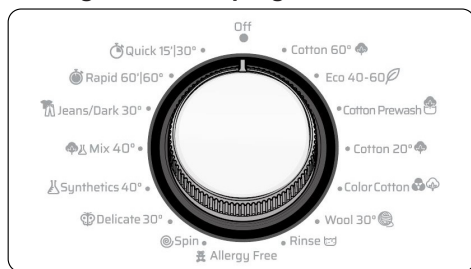 Off
Quick 15'|30°
Cotton 60°
Rapid 60'|60°
Eco 40-60
Jeans/Dark 30°
Cotton Prewash
Mix 40°
Cotton 20°
Synthetics 40°
Color Cotton
Delicate 30°
Wool 30°
Spin
Rinse
Allergy Free